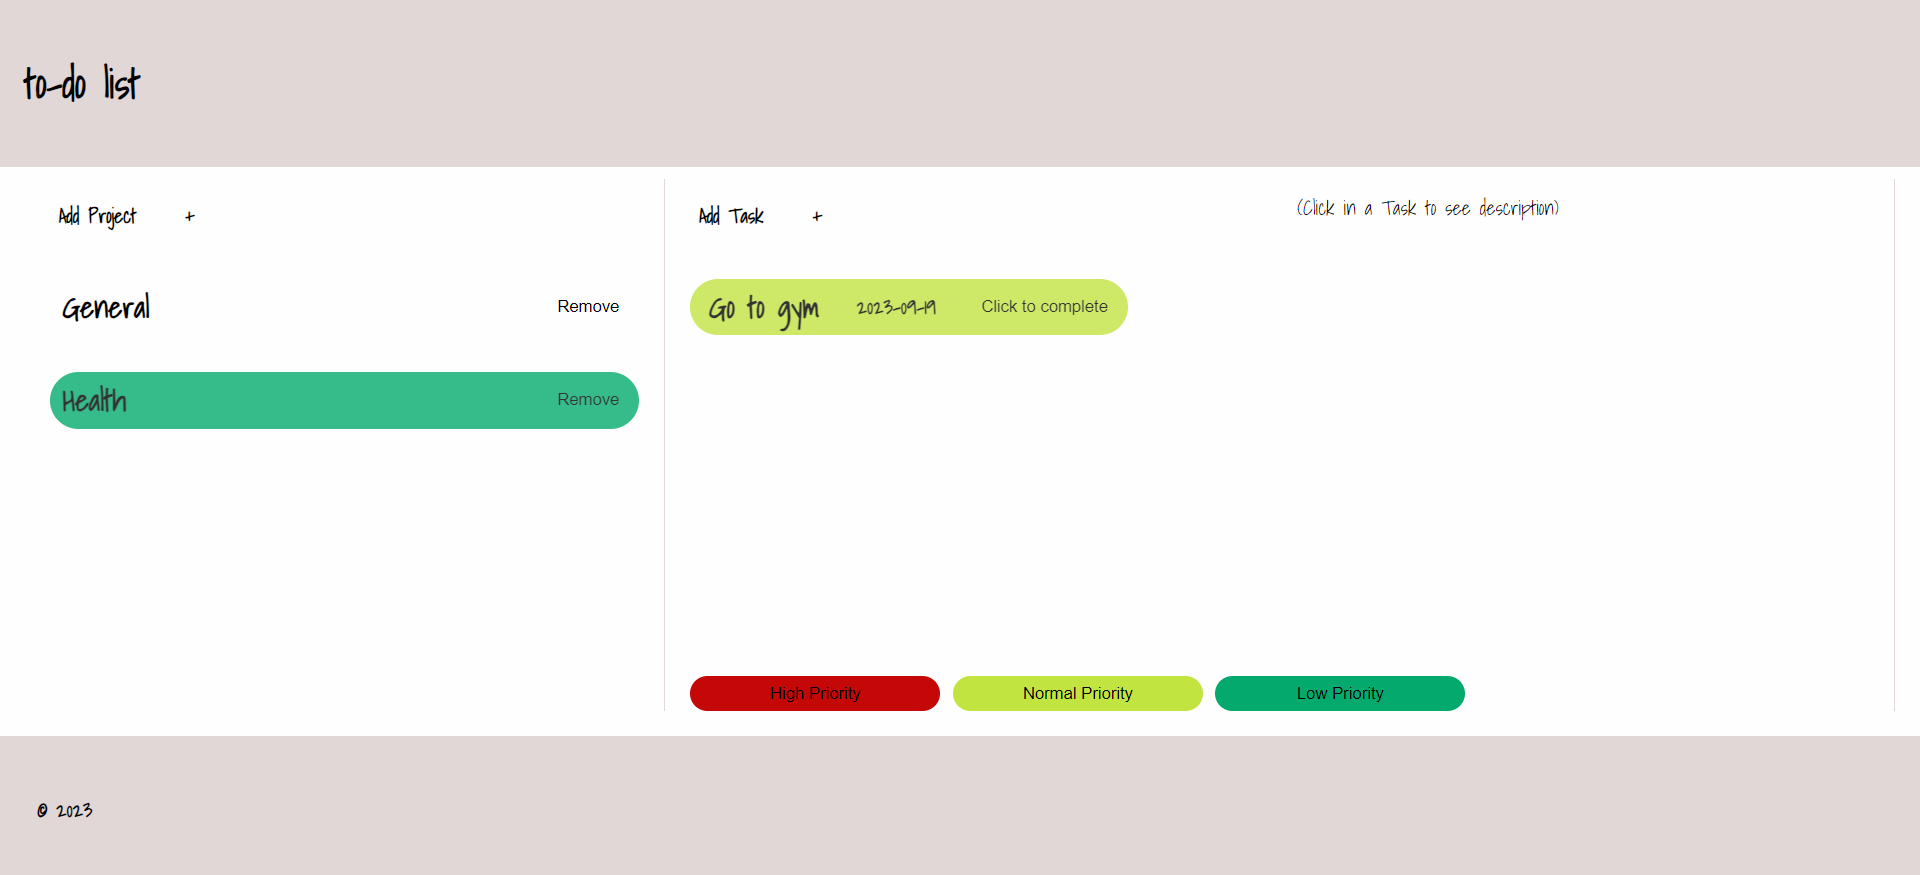 to-do list
Add Project +
General Remove
Health Remove
Add Task +
Go to gym 2023-09-19 Click to complete
(Click in a Task to see description)
High Priority Normal Priority Low Priority
© 2023